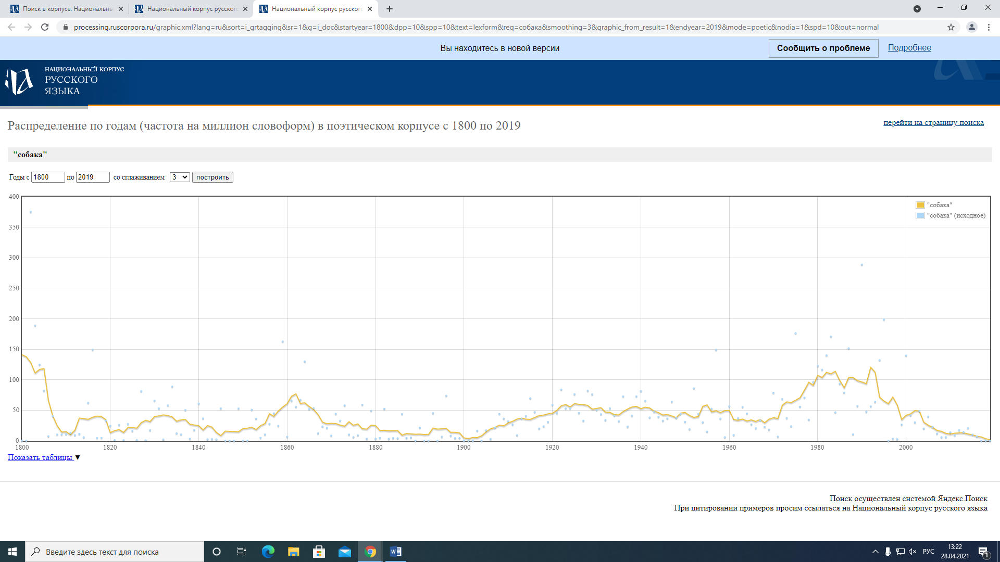 Поиск в корпусе. Национальны
Национальный корпус русского
Национальный корпус русского
processing.ruscorpora.ru/graphic.xml?lang=ru&sort=i_grtagging&sr=1&g=i_doc&startyear=1800&dpp=10&spp=10&text=lexform&req=собака&smoothing=3&graphic_from_result=1&endyear=2019&mode=poetic&nodia=1&spd=10&out=normal
Вы находитесь в новой версии
Сообщить о проблеме
Подробнее
НАЦИОНАЛЬНЫЙ КОРПУС
РУССКОГО
ЯЗЫКА
Распределение по годам (частота на миллион словоформ) в поэтическом корпусе с 1800 по 2019
перейти на страницу поиска
"собака"
Годы с 1800 по 2019 со сглаживанием 3 построить
400
350
300
250
200
150
100
50
0
"собака"
"собака" (исходное)
1800 1820 1840 1860 1880 1900 1920 1940 1960 1980 2000
Показать таблицы ▼
Поиск осуществлен системой Яндекс.Поиск
При цитировании примеров просим ссылаться на Национальный корпус русского языка
Введите здесь текст для поиска
РУС
13:22
28.04.2021
1